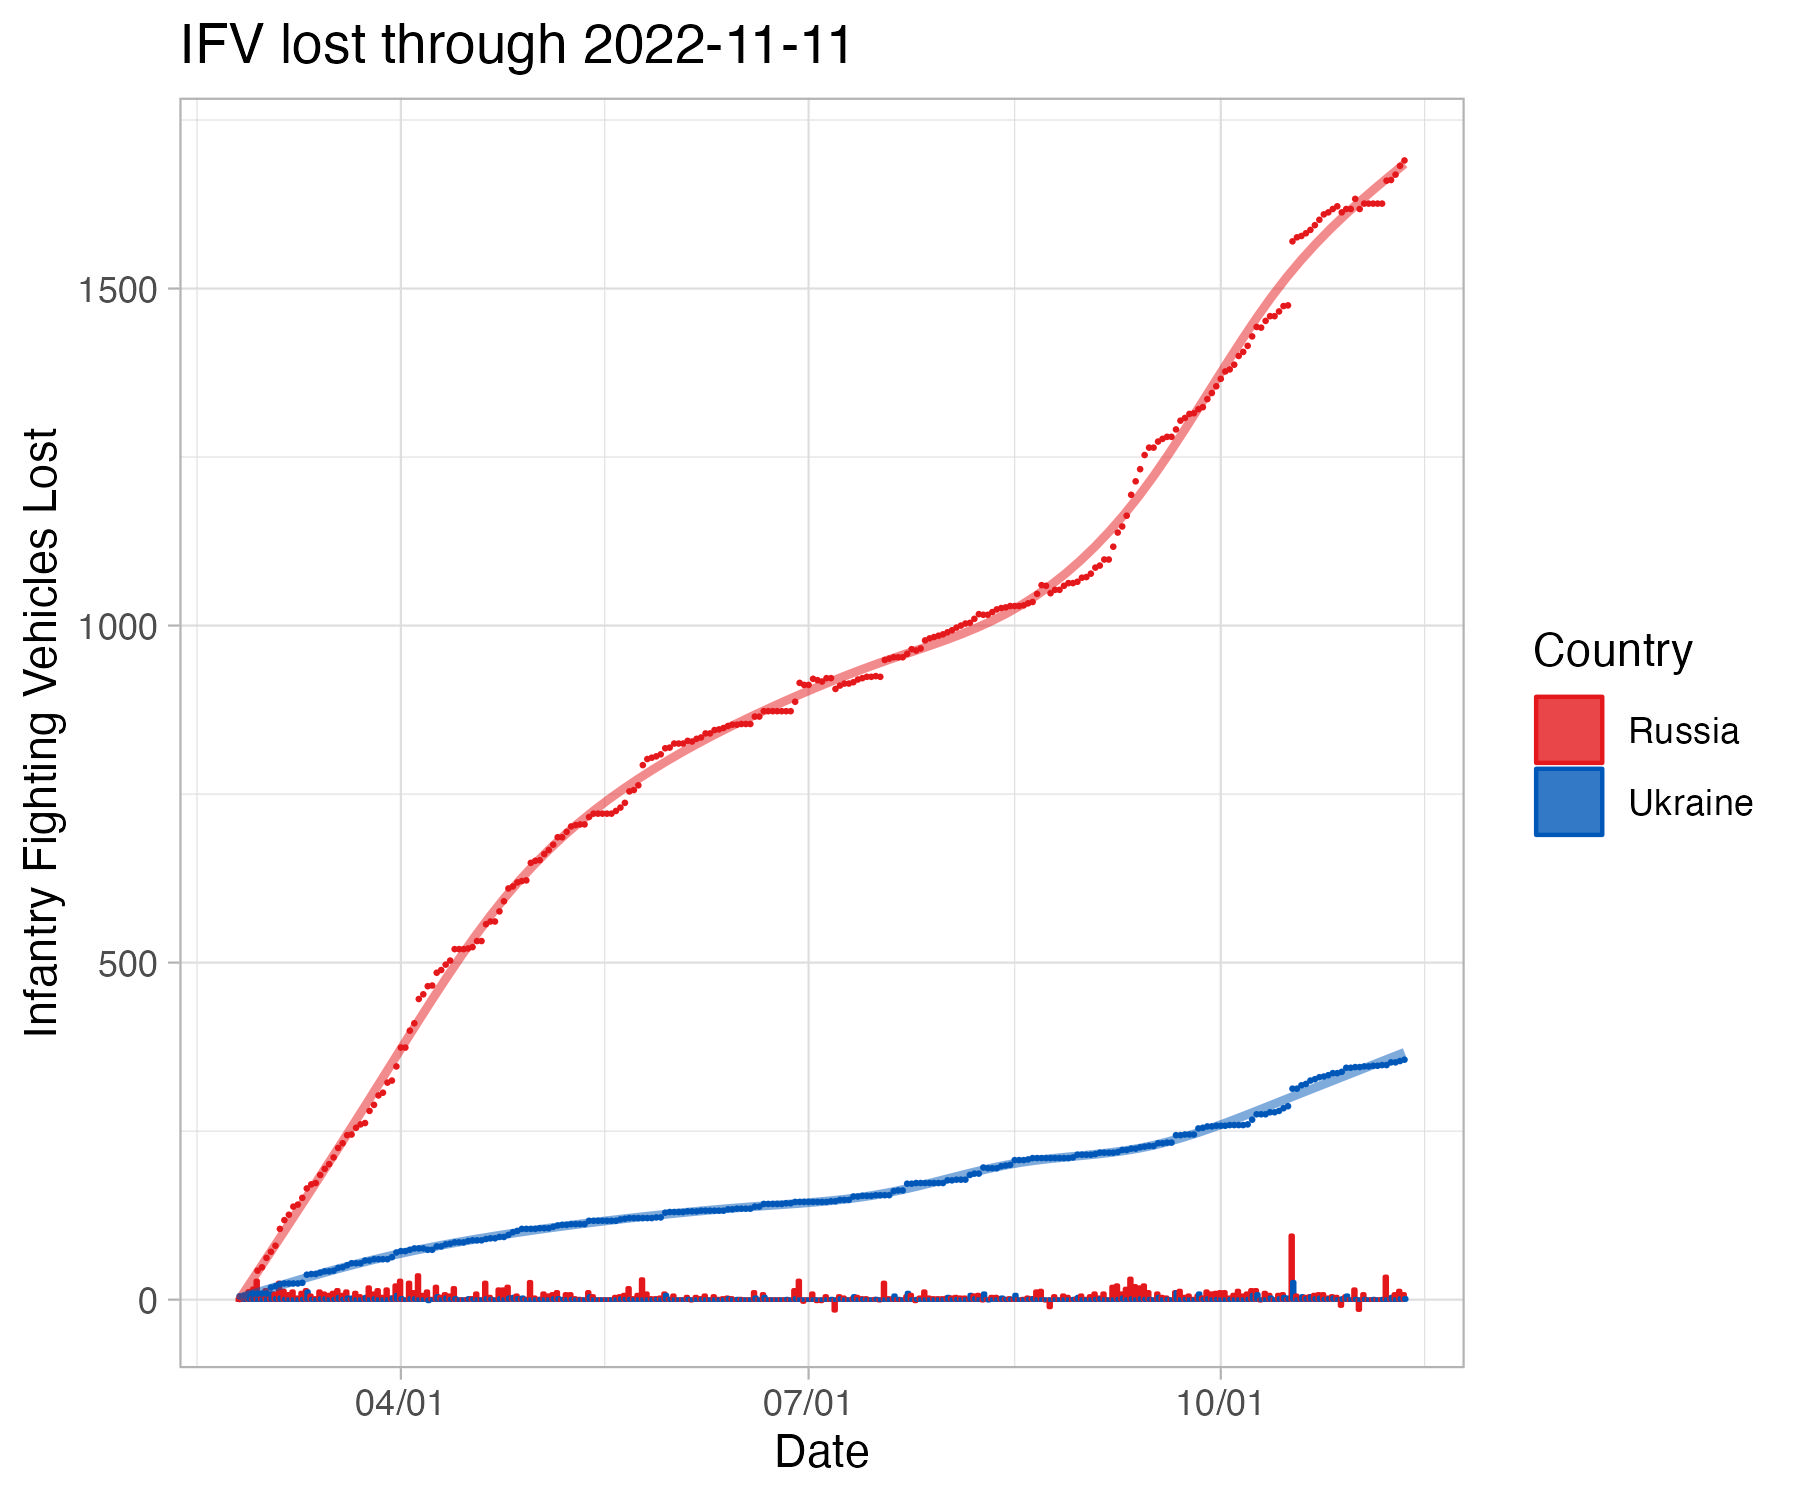 IFV lost through 2022-11-11
Infantry Fighting Vehicles Lost
1500
1000
500
0
04/01
07/01
10/01
Date
Country
Russia
Ukraine